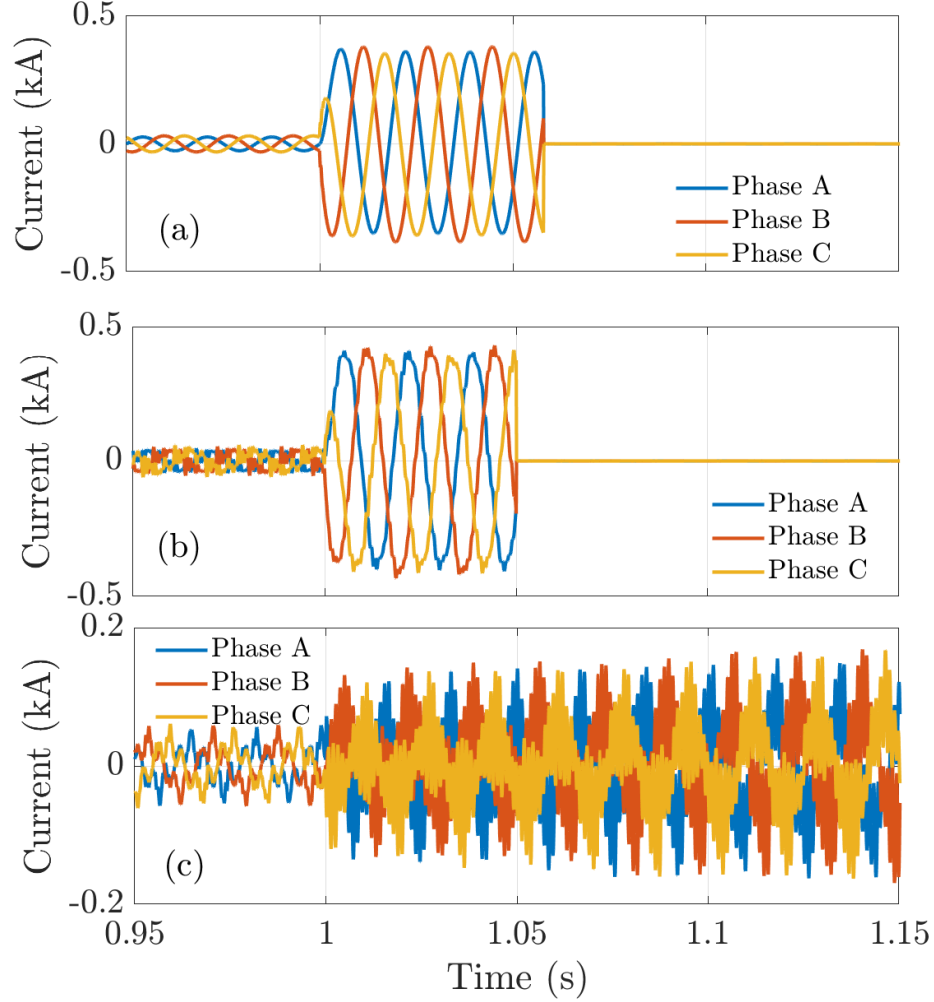 0.5
0
-0.5
Current (kA)
(a)
Phase A
Phase B
Phase C
0.5
0
-0.5
Current (kA)
(b)
Phase A
Phase B
Phase C
0.2
0
-0.2
Current (kA)
Phase A
Phase B
Phase C
(c)
0.95 1 1.05 1.1 1.15
Time (s)